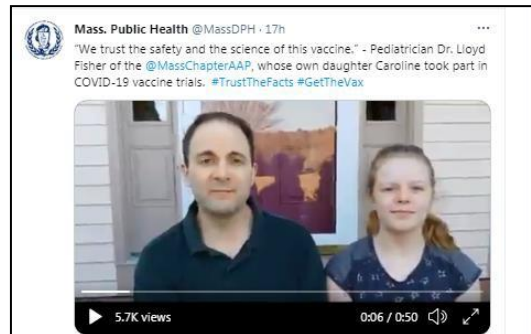 Mass. Public Health @MassDPH · 17h
“We trust the safety and the science of this vaccine.” - Pediatrician Dr. Lloyd
Fisher of the @MassChapterAAP, whose own daughter Caroline took part in
COVID-19 vaccine trials. #TrustTheFacts #GetTheVax
5.7K views
0:06 / 0:50